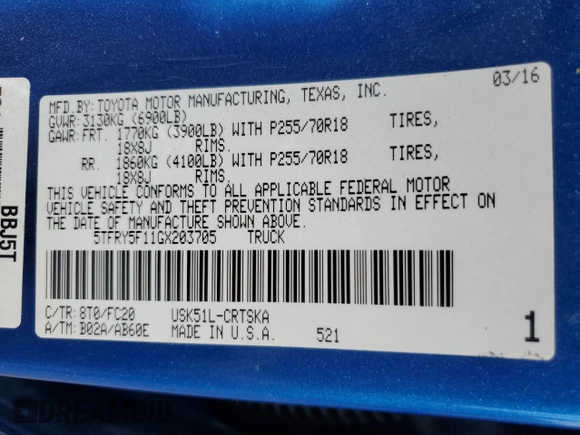 03/16
MFD.BY:TOYOTA MOTOR MANUFACTURING, TEXAS, INC.
GVWR:3130KG (6900LB)
GAWR:FRT. 1770KG (3900LB) WITH P255/70R18 TIRES,
18X8J RIMS.
RR. 1860KG (4100LB) WITH P255/70R18 TIRES,
18X8J RIMS.
THIS VEHICLE CONFORMS TO ALL APPLICABLE FEDERAL MOTOR
VEHICLE SAFETY AND THEFT PREVENTION STANDARDS IN EFFECT ON
THE DATE OF MANUFACTURE SHOWN ABOVE.
5TFRY5F11GX203705 TRUCK
C/TR:8T0/FC20 USK51L-CRTSKA
A/TM:B02A/AB60E MADE IN U.S.A. 521
1
BBJ5T
DREAMBID